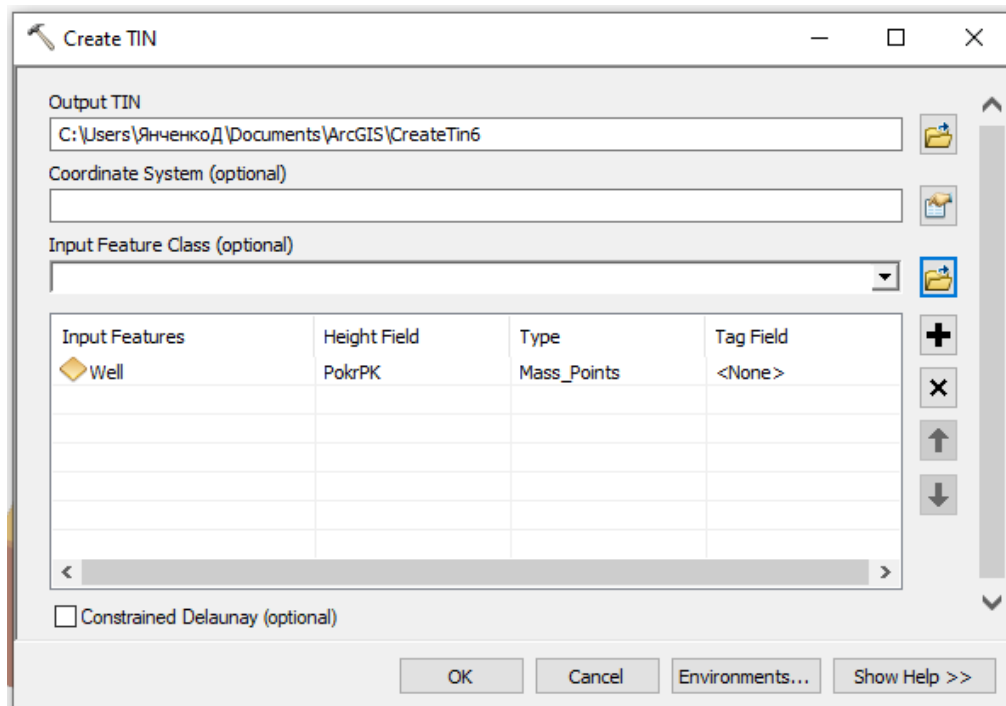 Create TIN
Output TIN
C:\Users\ЯнченкоД\Documents\ArcGIS\CreateTin6
Coordinate System (optional)
Input Feature Class (optional)
Input Features Height Field Type Tag Field
Well PokrPK Mass_Points <None>
Constrained Delaunay (optional)
OK Cancel Environments... Show Help >>